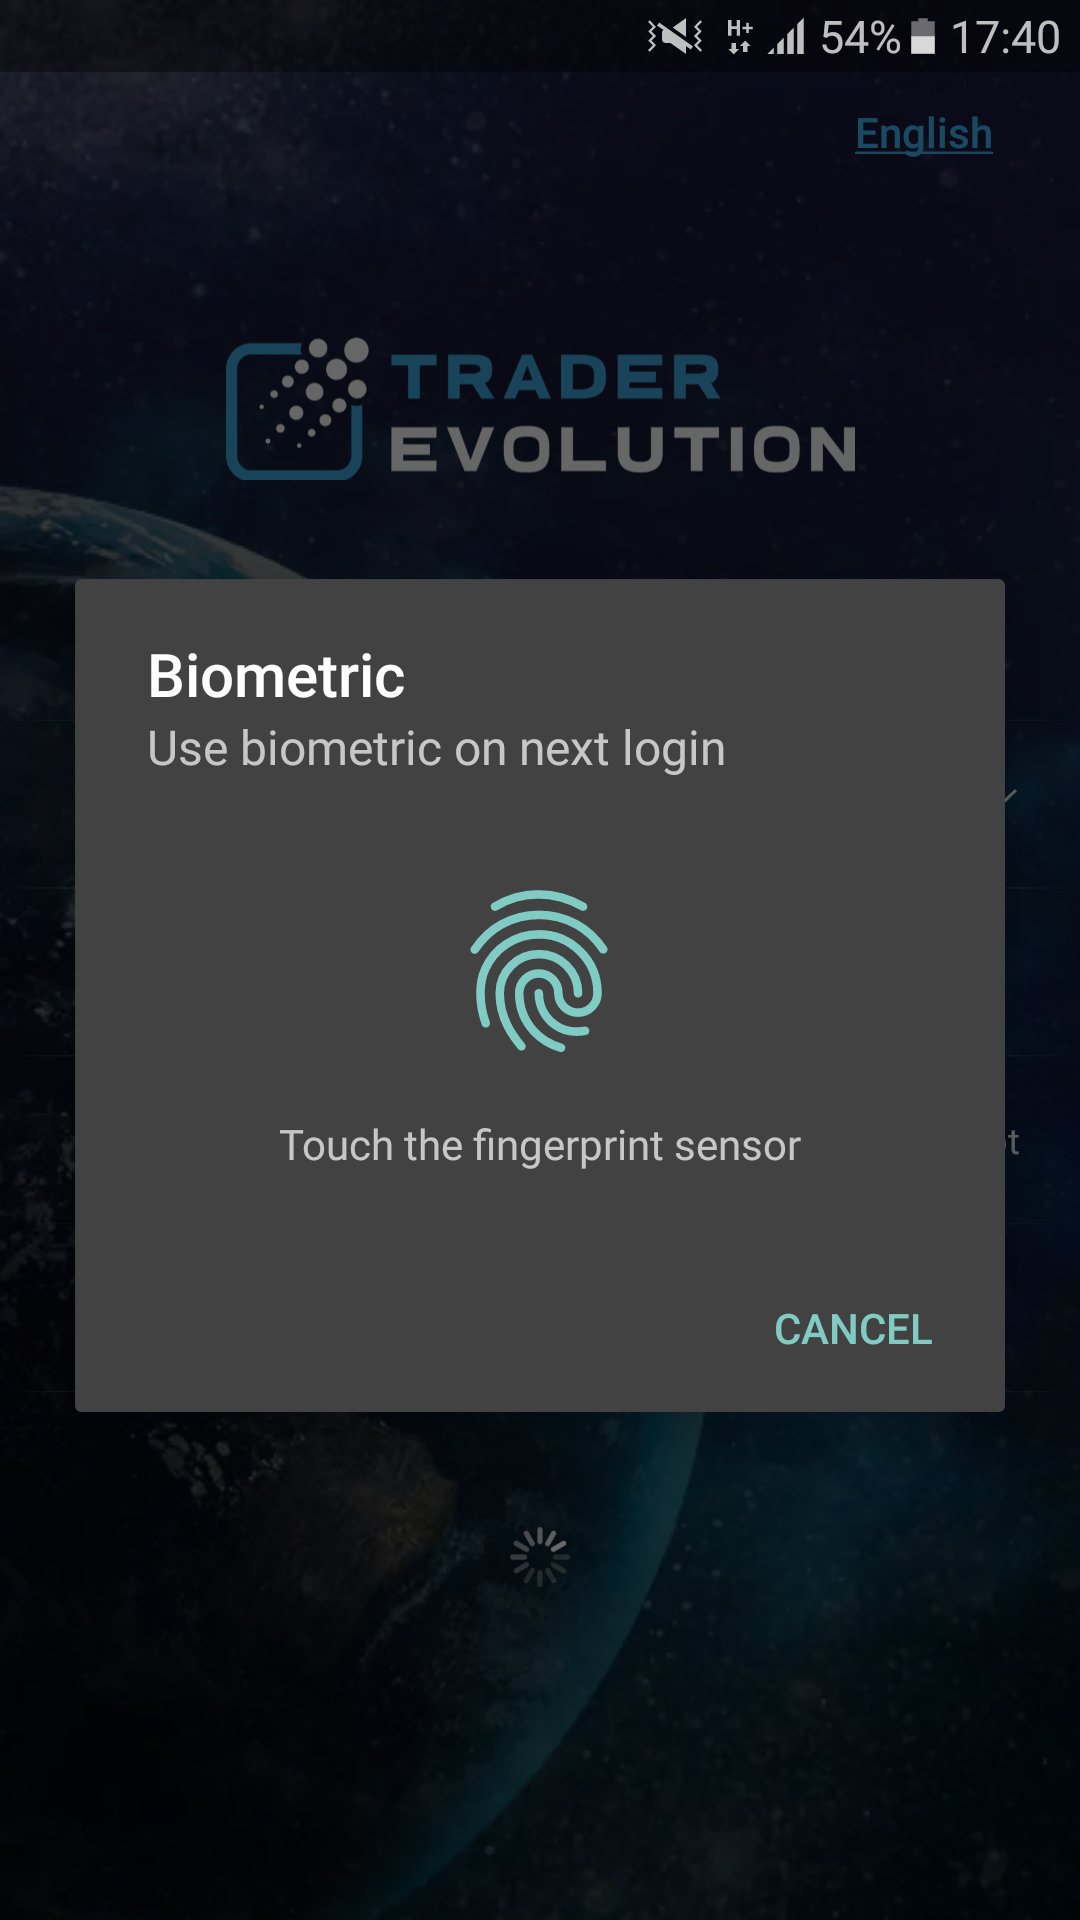 H+ 54% 17:40
English
TRADER
EVOLUTION
Biometric
Use biometric on next login
Touch the fingerprint sensor
CANCEL